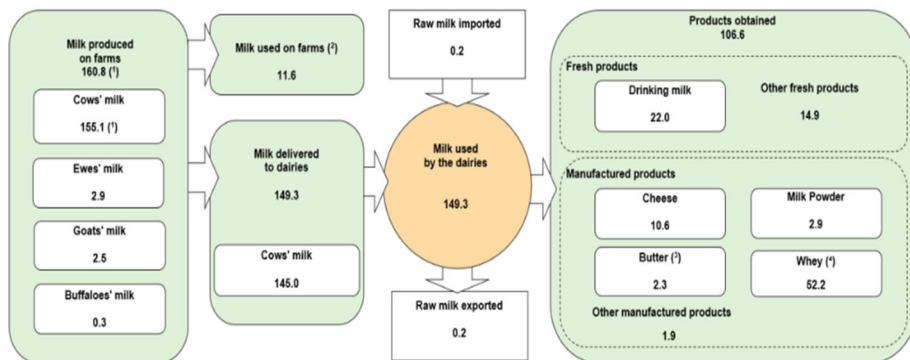 Milk produced
on farms
160.8 (¹)
Cows' milk
155.1 (¹)
Ewes' milk
2.9
Goats' milk
2.5
Buffaloes' milk
0.3
Milk used on farms (²)
11.6
Milk delivered
to dairies
149.3
Cows' milk
145.0
Raw milk imported
0.2
Milk used
by the dairies
149.3
Raw milk exported
0.2
Products obtained
106.6
Fresh products
Drinking milk
22.0
Other fresh products
14.9
Manufactured products
Cheese
10.6
Milk Powder
2.9
Butter (³)
2.3
Whey (⁴)
52.2
Other manufactured products
1.9